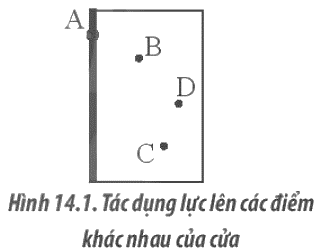 A
B
D
C
Hình 14.1. Tác dụng lực lên các điểm
khác nhau của cửa